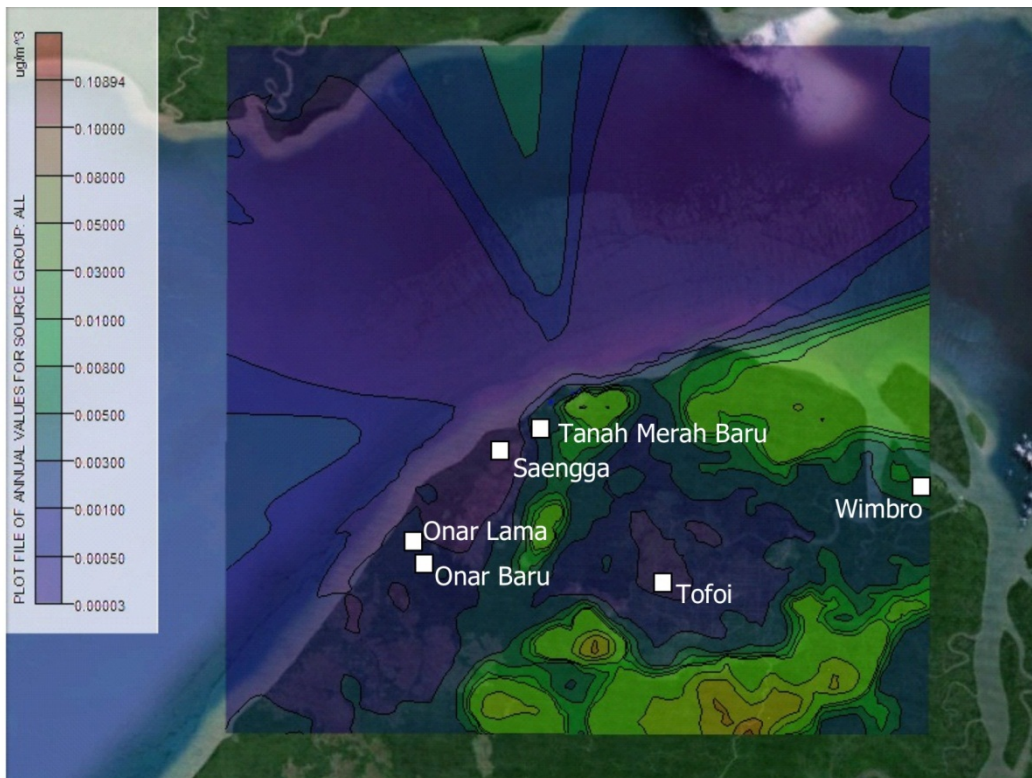 ug/m^3
PLOT FILE OF ANNUAL VALUES FOR SOURCE GROUP: ALL
0.10894
0.10000
0.08000
0.05000
0.03000
0.01000
0.00800
0.00500
0.00300
0.00100
0.00050
0.00003
Tanah Merah Baru
Saengga
Wimbro
Onar Lama
Onar Baru
Tofoi